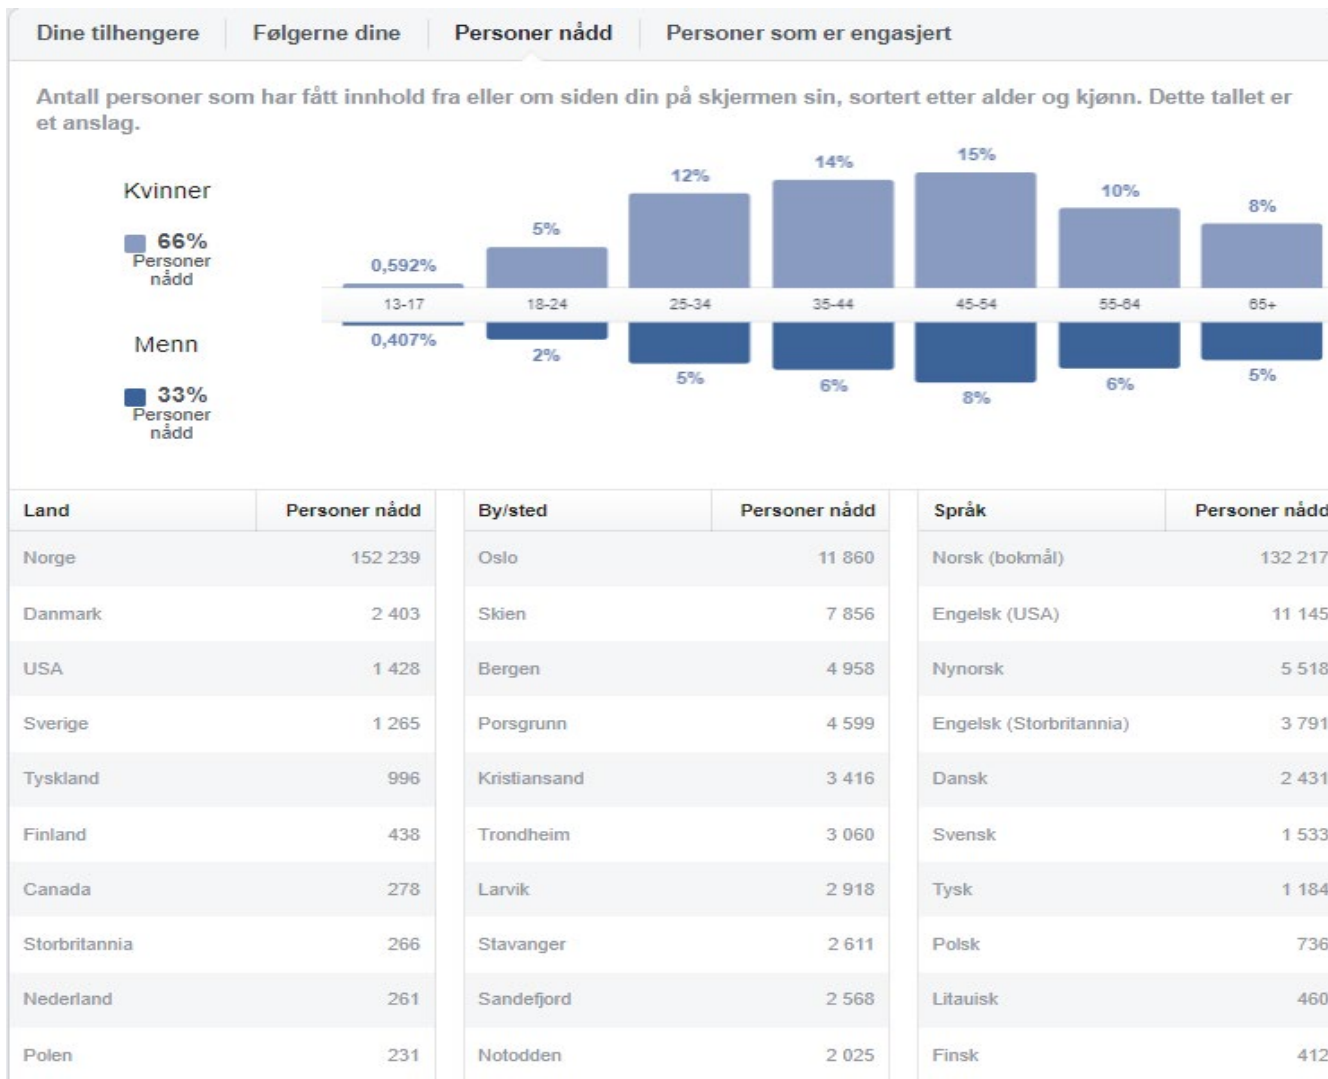 Dine tilhengere
Følgerne dine
Personer nådd
Personer som er engasjert
Antall personer som har fått innhold fra eller om siden din på skjermen sin, sortert etter alder og kjønn. Dette tallet er
et anslag.
Kvinner
66%
Personer
nådd
0,592% 5% 12% 14% 15% 10% 8%
13-17 18-24 25-34 35-44 45-54 55-64 65+
0,407% 2% 5% 6% 8% 6% 5%
Menn
33%
Personer
nådd
Land Personer nådd By/sted Personer nådd Språk Personer nådd
Norge 152 239 Oslo 11 860 Norsk (bokmål) 132 217
Danmark 2 403 Skien 7 856 Engelsk (USA) 11 145
USA 1 428 Bergen 4 958 Nynorsk 5 518
Sverige 1 265 Porsgrunn 4 599 Engelsk (Storbritannia) 3 791
Tyskland 996 Kristiansand 3 416 Dansk 2 431
Finland 438 Trondheim 3 060 Svensk 1 533
Canada 278 Larvik 2 918 Tysk 1 184
Storbritannia 266 Stavanger 2 611 Polsk 736
Nederland 261 Sandefjord 2 568 Litauisk 460
Polen 231 Notodden 2 025 Finsk 412